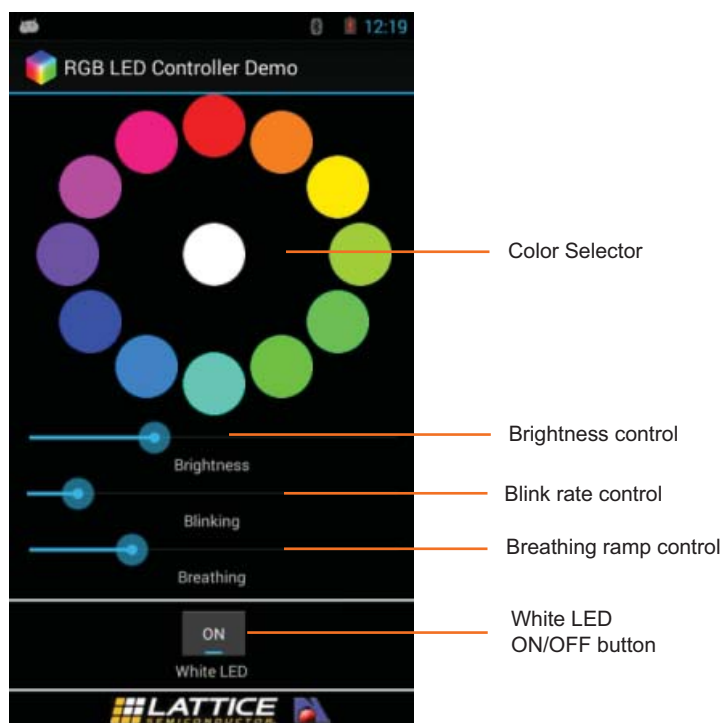 12:19
RGB LED Controller Demo
Color Selector
Brightness control
Brightness
Blink rate control
Blinking
Breathing ramp control
Breathing
ON
White LED
White LED
ON/OFF button
LATTICE
SEMICONDUCTOR